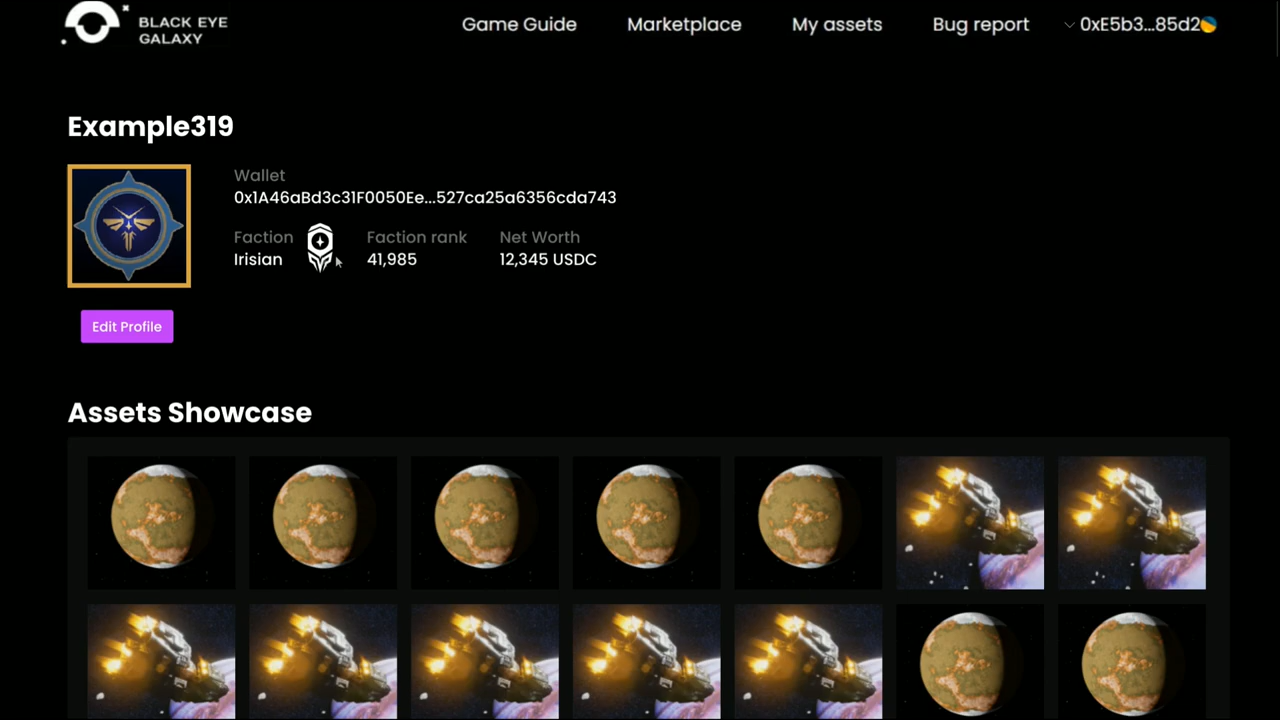 BLACK EYE
GALAXY
Game Guide Marketplace My assets Bug report 0xE5b3...85d2
Example319
Wallet
0x1A46aBd3c31F0050Ee...527ca25a6356cda743
Faction Faction rank Net Worth
Irisian 41,985 12,345 USDC
Edit Profile
Assets Showcase